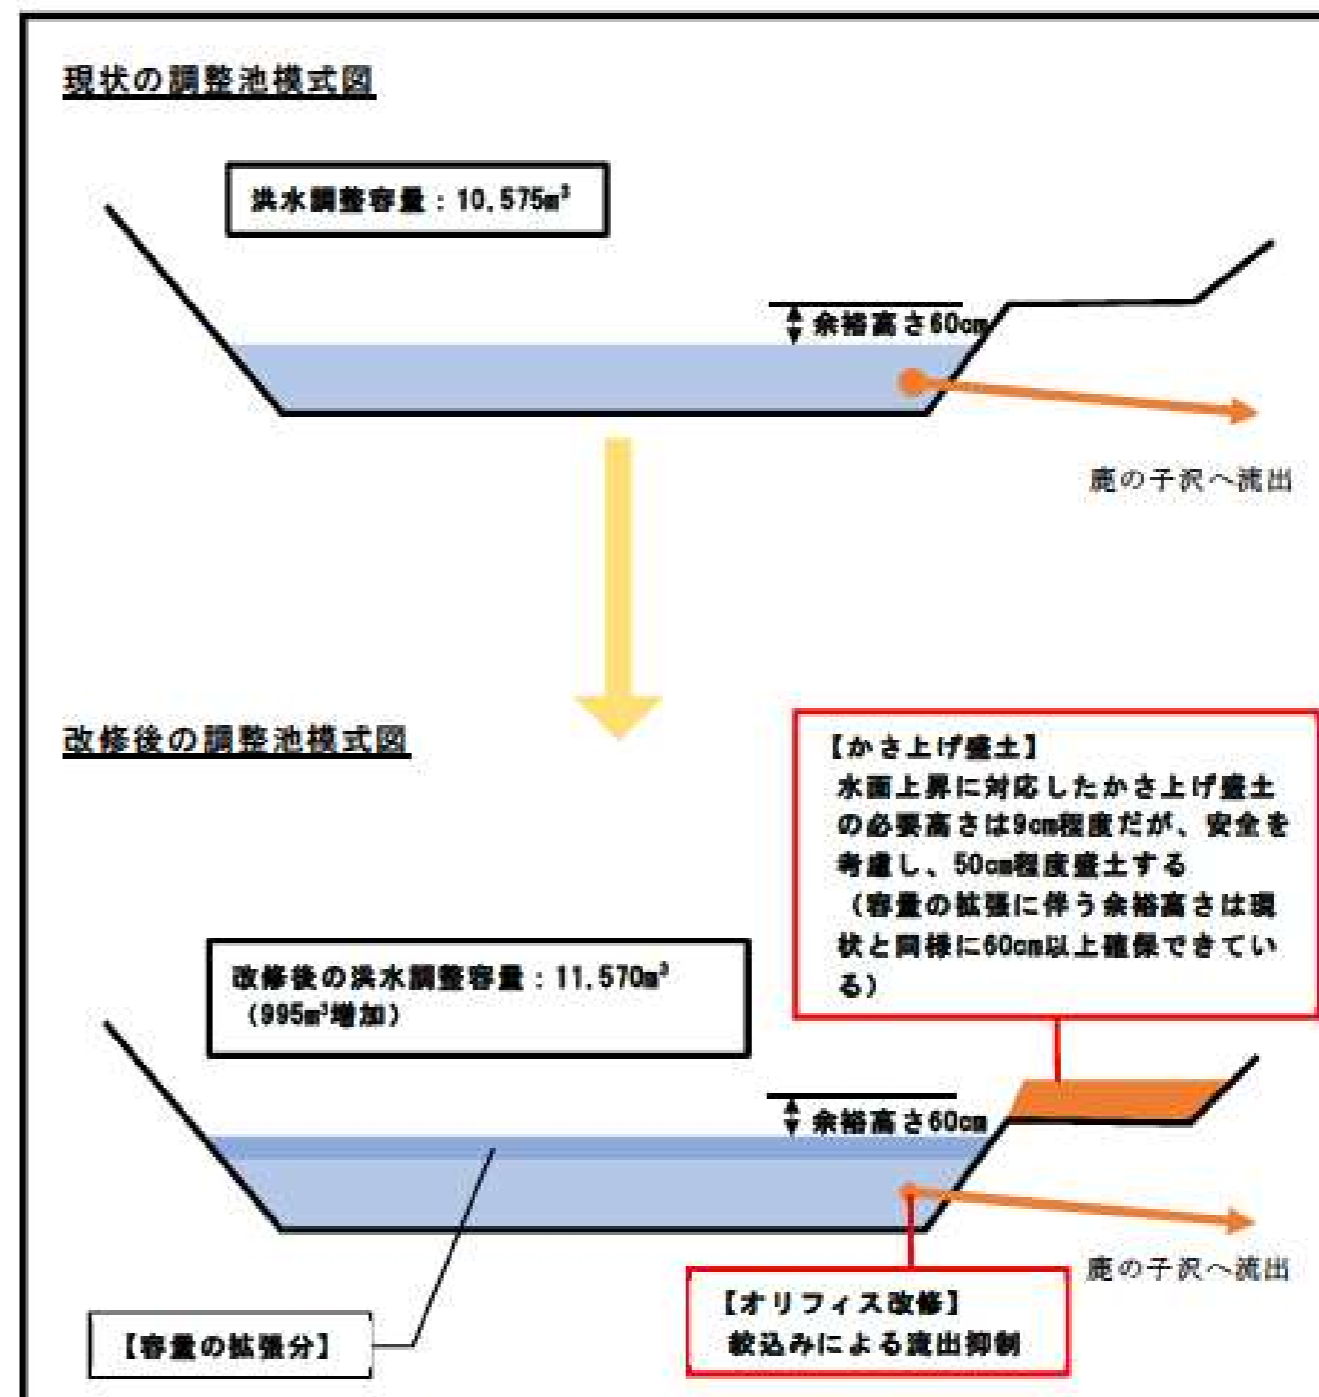 現状の調整池模式図
洪水調整容量：10,575m³
余裕高さ60cm
鹿の子沢へ流出
改修後の調整池模式図
【かさ上げ盛土】
水面上昇に対応したかさ上げ盛土
の必要高さは9cm程度だが、安全を
考慮し、50cm程度盛土する
（容量の拡張に伴う余裕高さは現
状と同様に60cm以上確保できてい
る）
改修後の洪水調整容量：11,570m³
（995m³増加）
余裕高さ60cm
鹿の子沢へ流出
【オリフィス改修】
絞込みによる流出抑制
【容量の拡張分】